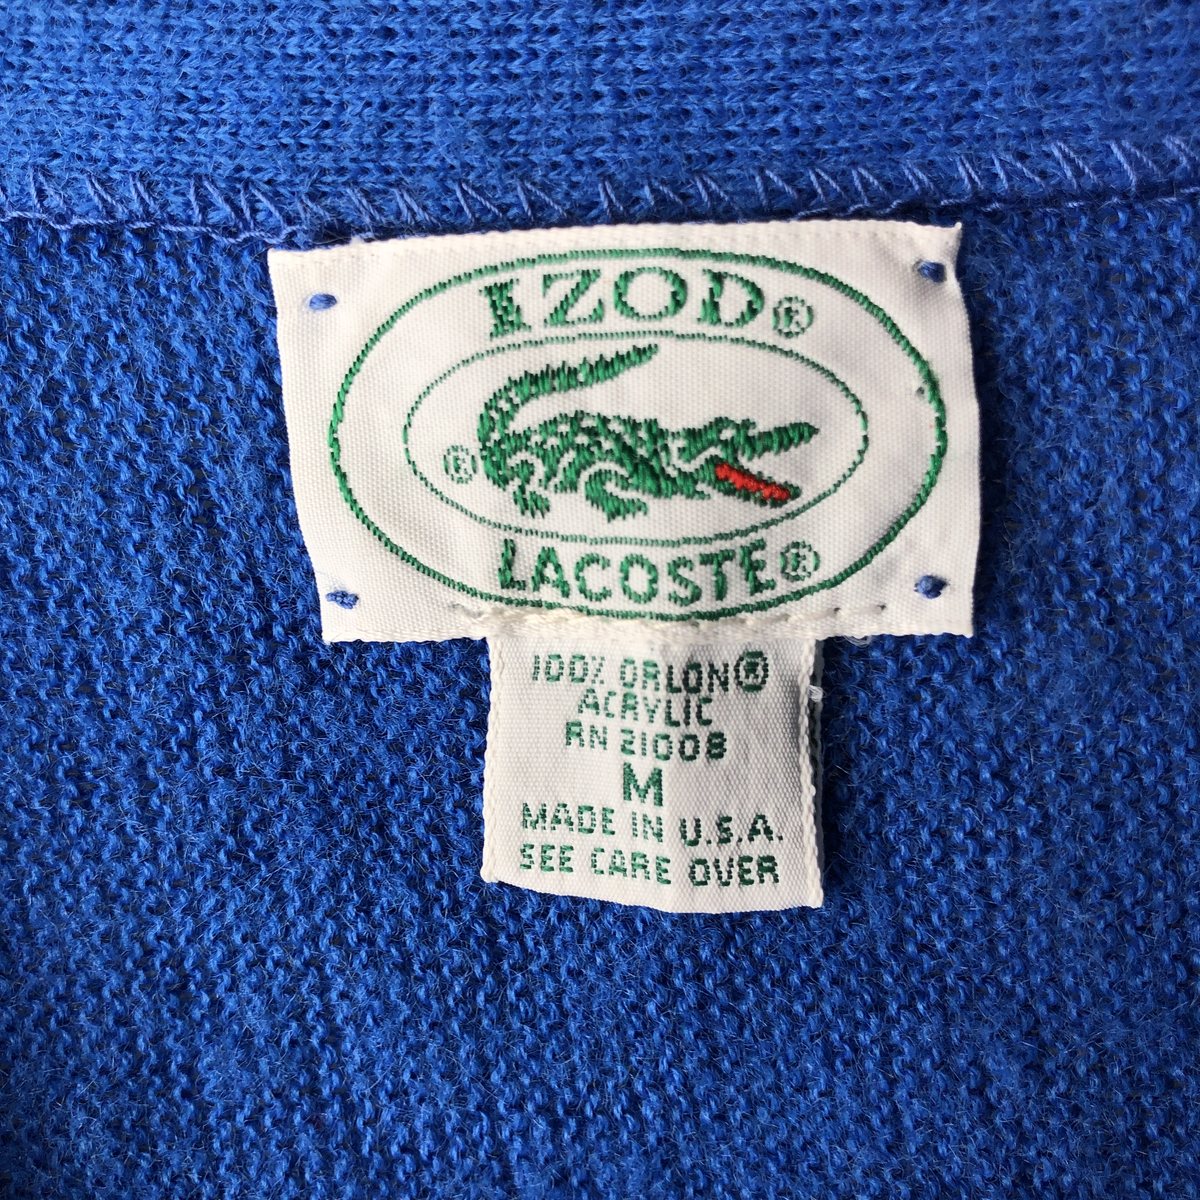 IZOD®
®
LACOSTE®
100% ORLON®
ACRYLIC
RN 21008
M
MADE IN U.S.A.
SEE CARE OVER